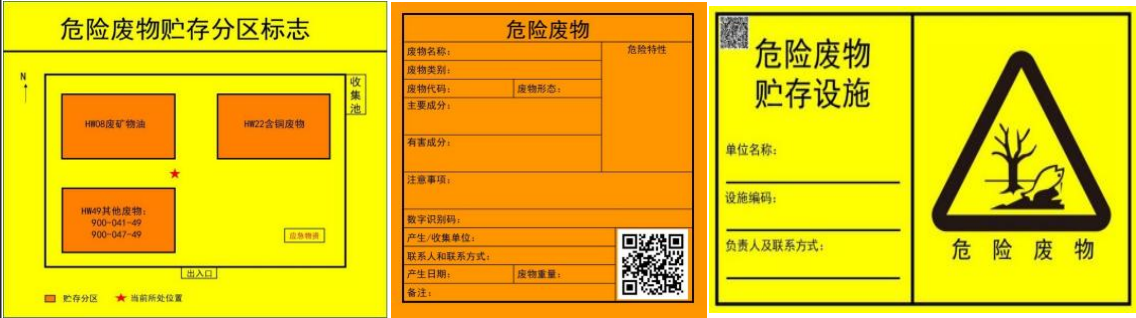 危险废物贮存分区标志
N
收集池
HW08废矿物油
HW22含铜废物
HW49其他废物：
900-041-49
900-047-49
应急物资
出入口
贮存分区
当前所处位置
危险废物
废物名称：
危险特性
废物类别：
废物代码：
废物形态：
主要成分：
有害成分：
注意事项：
数字识别码：
产生/收集单位：
联系人和联系方式：
产生日期：
废物重量：
备注：
危险废物
贮存设施
单位名称：
设施编码：
负责人及联系方式：
危险废物